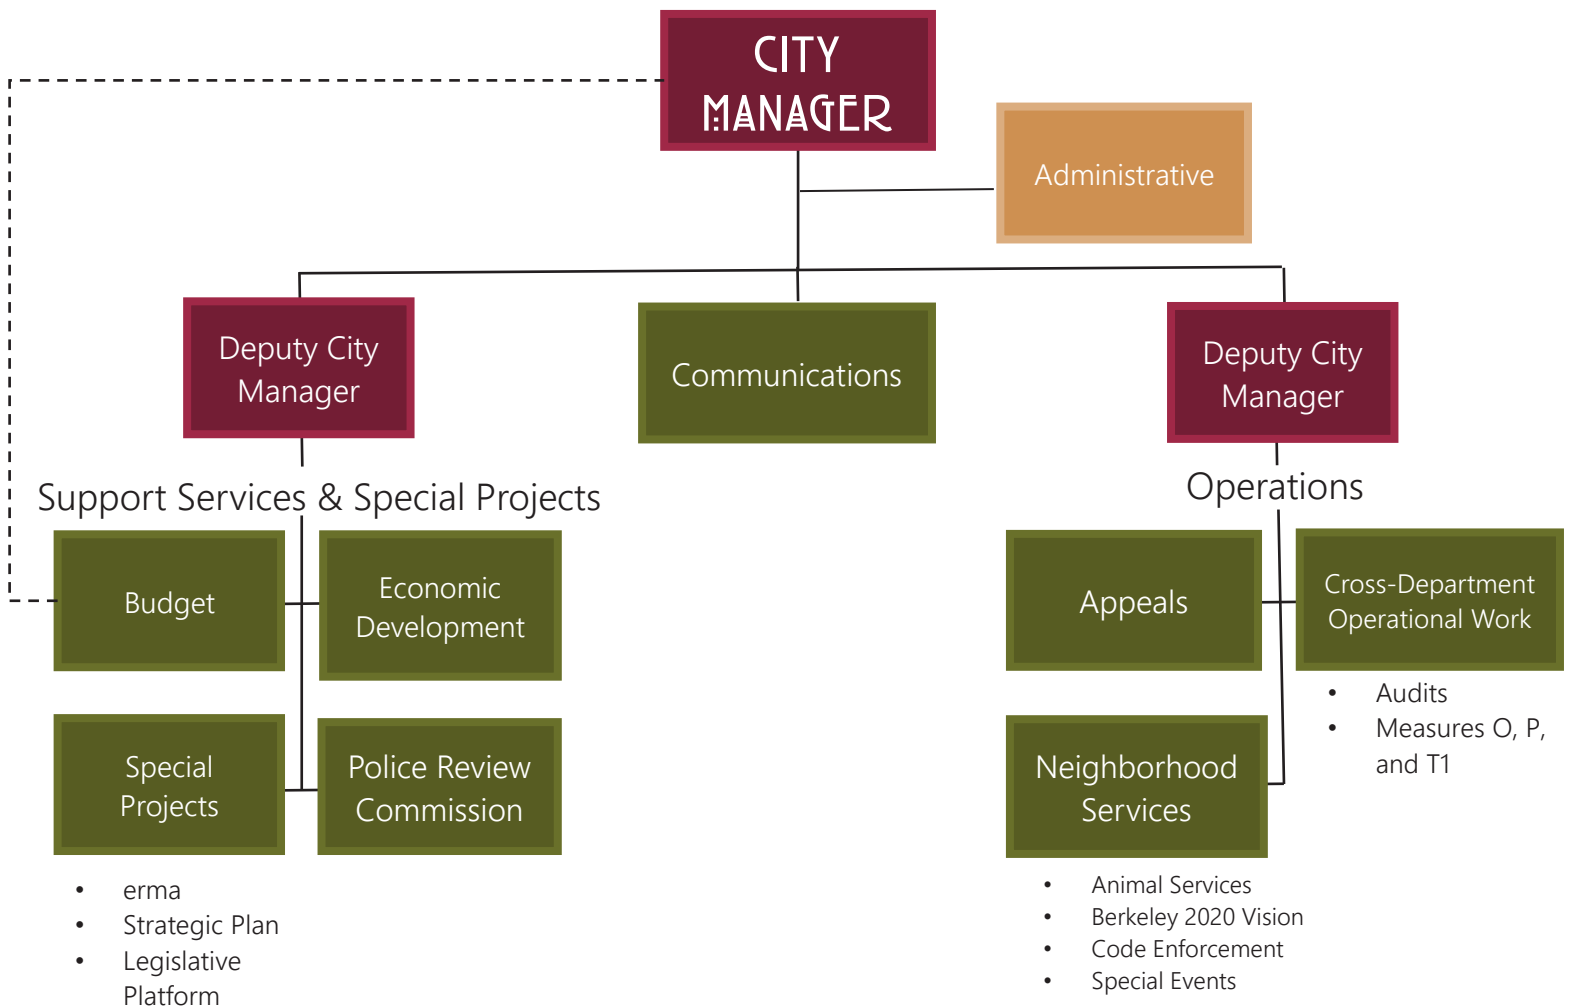 CITY
MANAGER
Administrative
Deputy City
Manager
Communications
Deputy City
Manager
Support Services & Special Projects
Budget
Economic
Development
Special
Projects
Police Review
Commission
• erma
• Strategic Plan
• Legislative
Platform
Operations
Appeals
Cross-Department
Operational Work
• Audits
• Measures O, P,
and T1
Neighborhood
Services
• Animal Services
• Berkeley 2020 Vision
• Code Enforcement
• Special Events